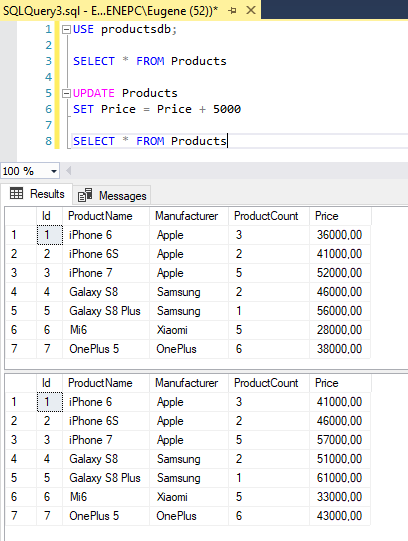 SQLQuery3.sql - E...ENEPC\Eugene (52))*
1 USE productsdb;
2
3 SELECT * FROM Products
4
5 UPDATE Products
6 SET Price = Price + 5000
7
8 SELECT * FROM Products
100 %
Results Messages
Id ProductName Manufacturer ProductCount Price
1 1 iPhone 6 Apple 3 36000,00
2 2 iPhone 6S Apple 2 41000,00
3 3 iPhone 7 Apple 5 52000,00
4 4 Galaxy S8 Samsung 2 46000,00
5 5 Galaxy S8 Plus Samsung 1 56000,00
6 6 Mi6 Xiaomi 5 28000,00
7 7 OnePlus 5 OnePlus 6 38000,00
Id ProductName Manufacturer ProductCount Price
1 1 iPhone 6 Apple 3 41000,00
2 2 iPhone 6S Apple 2 46000,00
3 3 iPhone 7 Apple 5 57000,00
4 4 Galaxy S8 Samsung 2 51000,00
5 5 Galaxy S8 Plus Samsung 1 61000,00
6 6 Mi6 Xiaomi 5 33000,00
7 7 OnePlus 5 OnePlus 6 43000,00